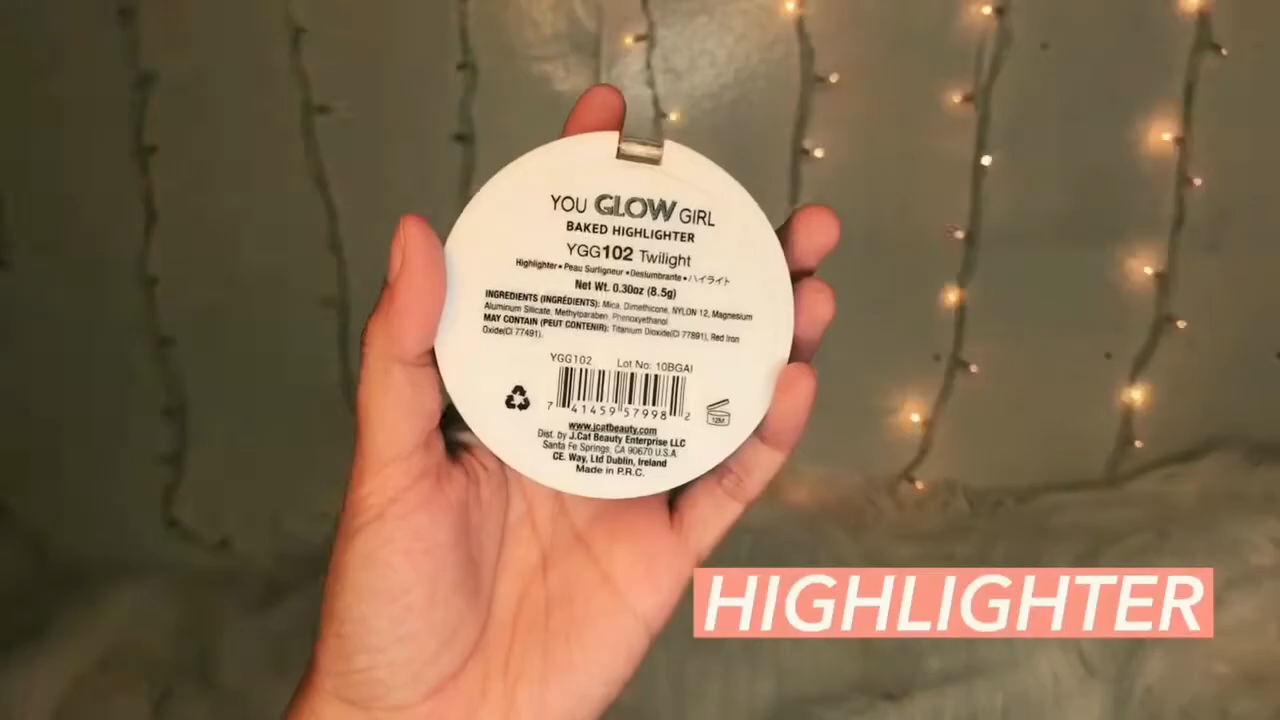 YOU GLOW GIRL
BAKED HIGHLIGHTER
YGG102 Twilight
Highlighter • Peau Surligneur • Deslumbrante • ハイライト
Net Wt. 0.30oz (8.5g)
INGREDIENTS (INGRÉDIENTS): Mica, Dimethicone, NYLON 12, Magnesium
Aluminum Silicate, Methylparaben, Phenoxyethanol
MAY CONTAIN (PEUT CONTENIR): Titanium Dioxide(CI 77891), Red Iron
Oxide(CI 77491).
YGG102 Lot No: 10BGAI
7 41459 57998 2
12M
www.jcatbeauty.com
Dist. by J.Cat Beauty Enterprise LLC
Santa Fe Springs, CA 90670 U.S.A.
CE. Way, Ltd Dublin, Ireland
Made in P.R.C.
HIGHLIGHTER